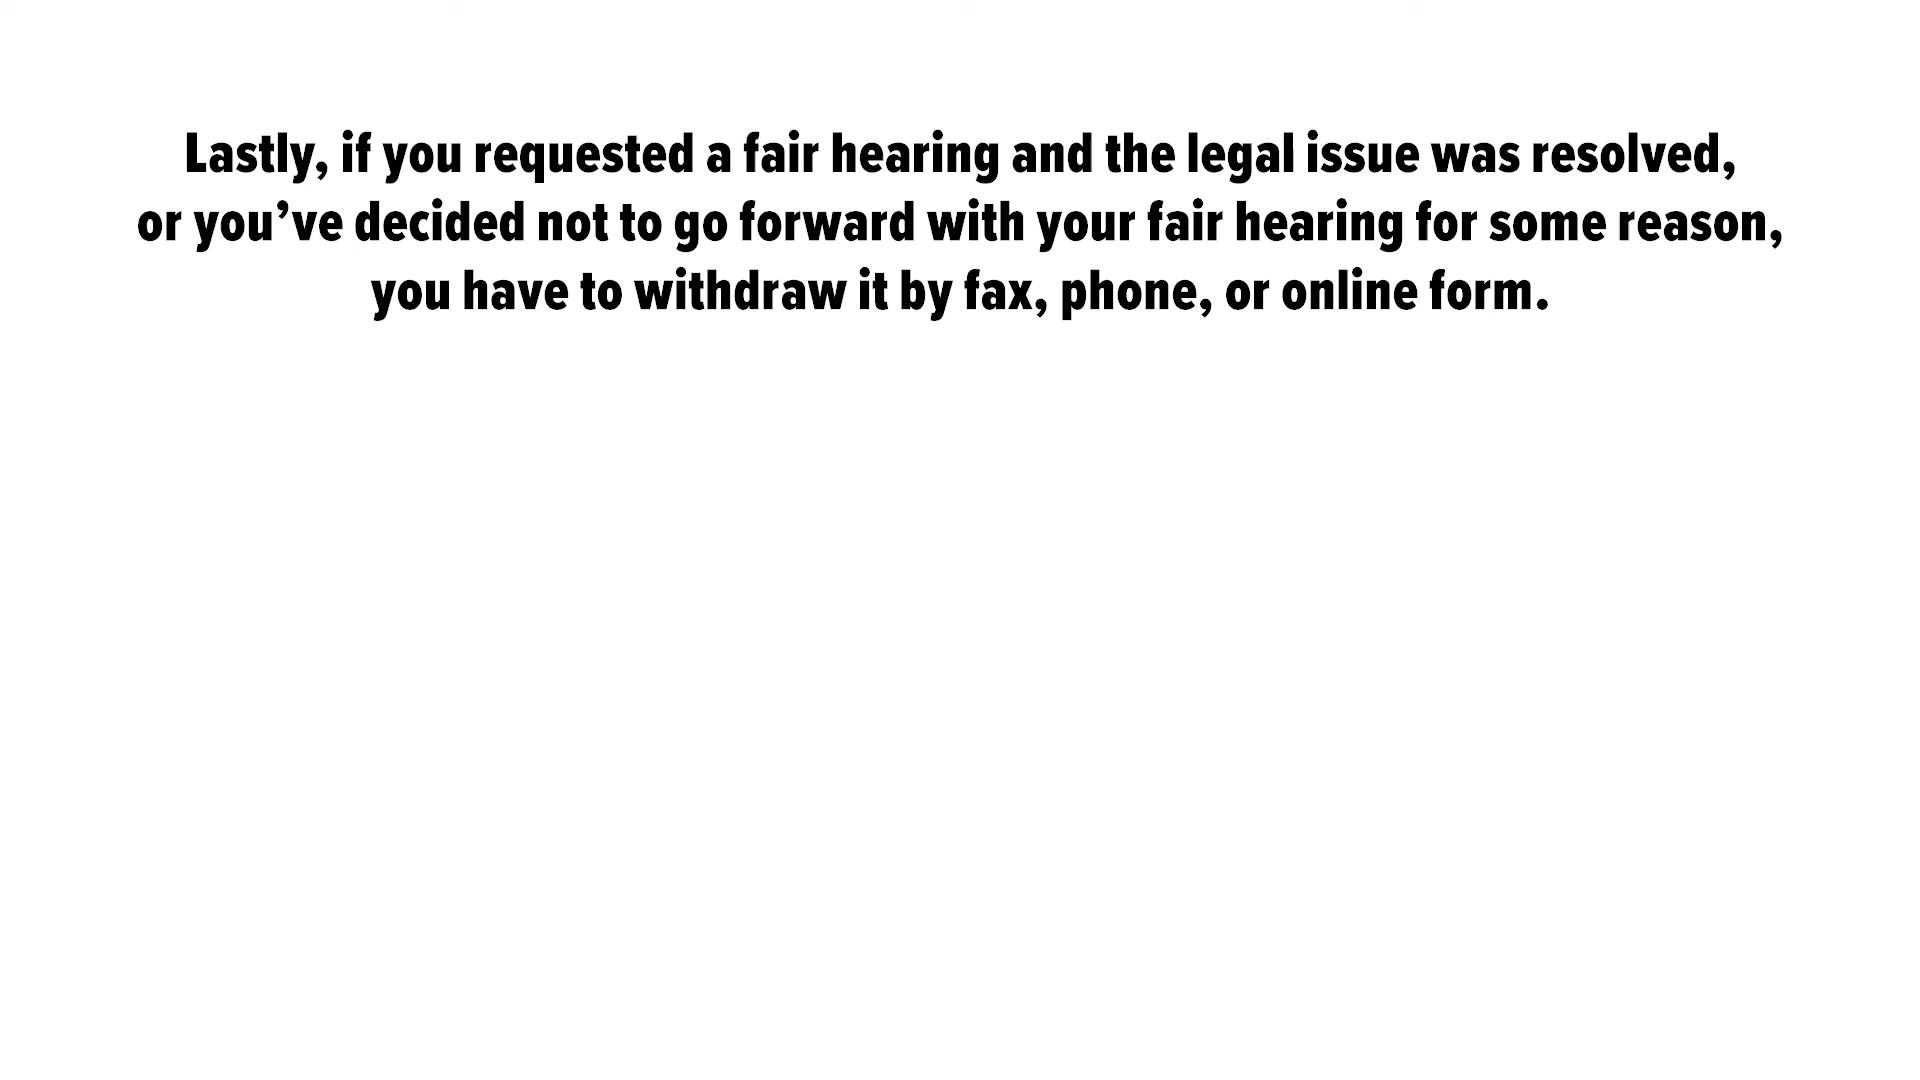 Lastly, if you requested a fair hearing and the legal issue was resolved,
or you’ve decided not to go forward with your fair hearing for some reason,
you have to withdraw it by fax, phone, or online form.